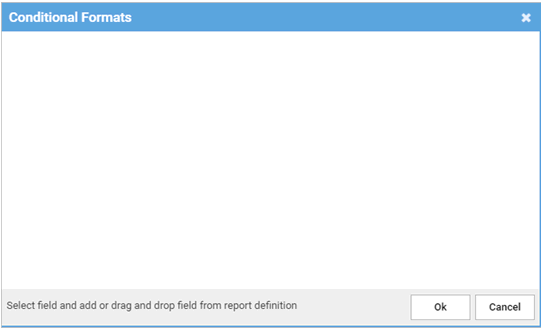 Conditional Formats
Select field and add or drag and drop field from report definition
Ok
Cancel